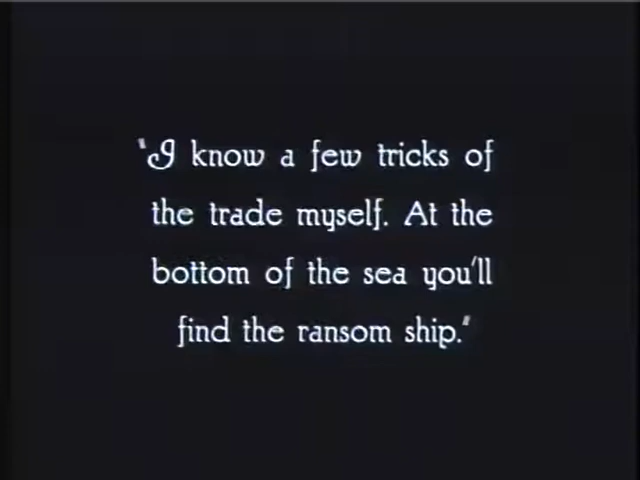 "I know a few tricks of
the trade myself. At the
bottom of the sea you'll
find the ransom ship."